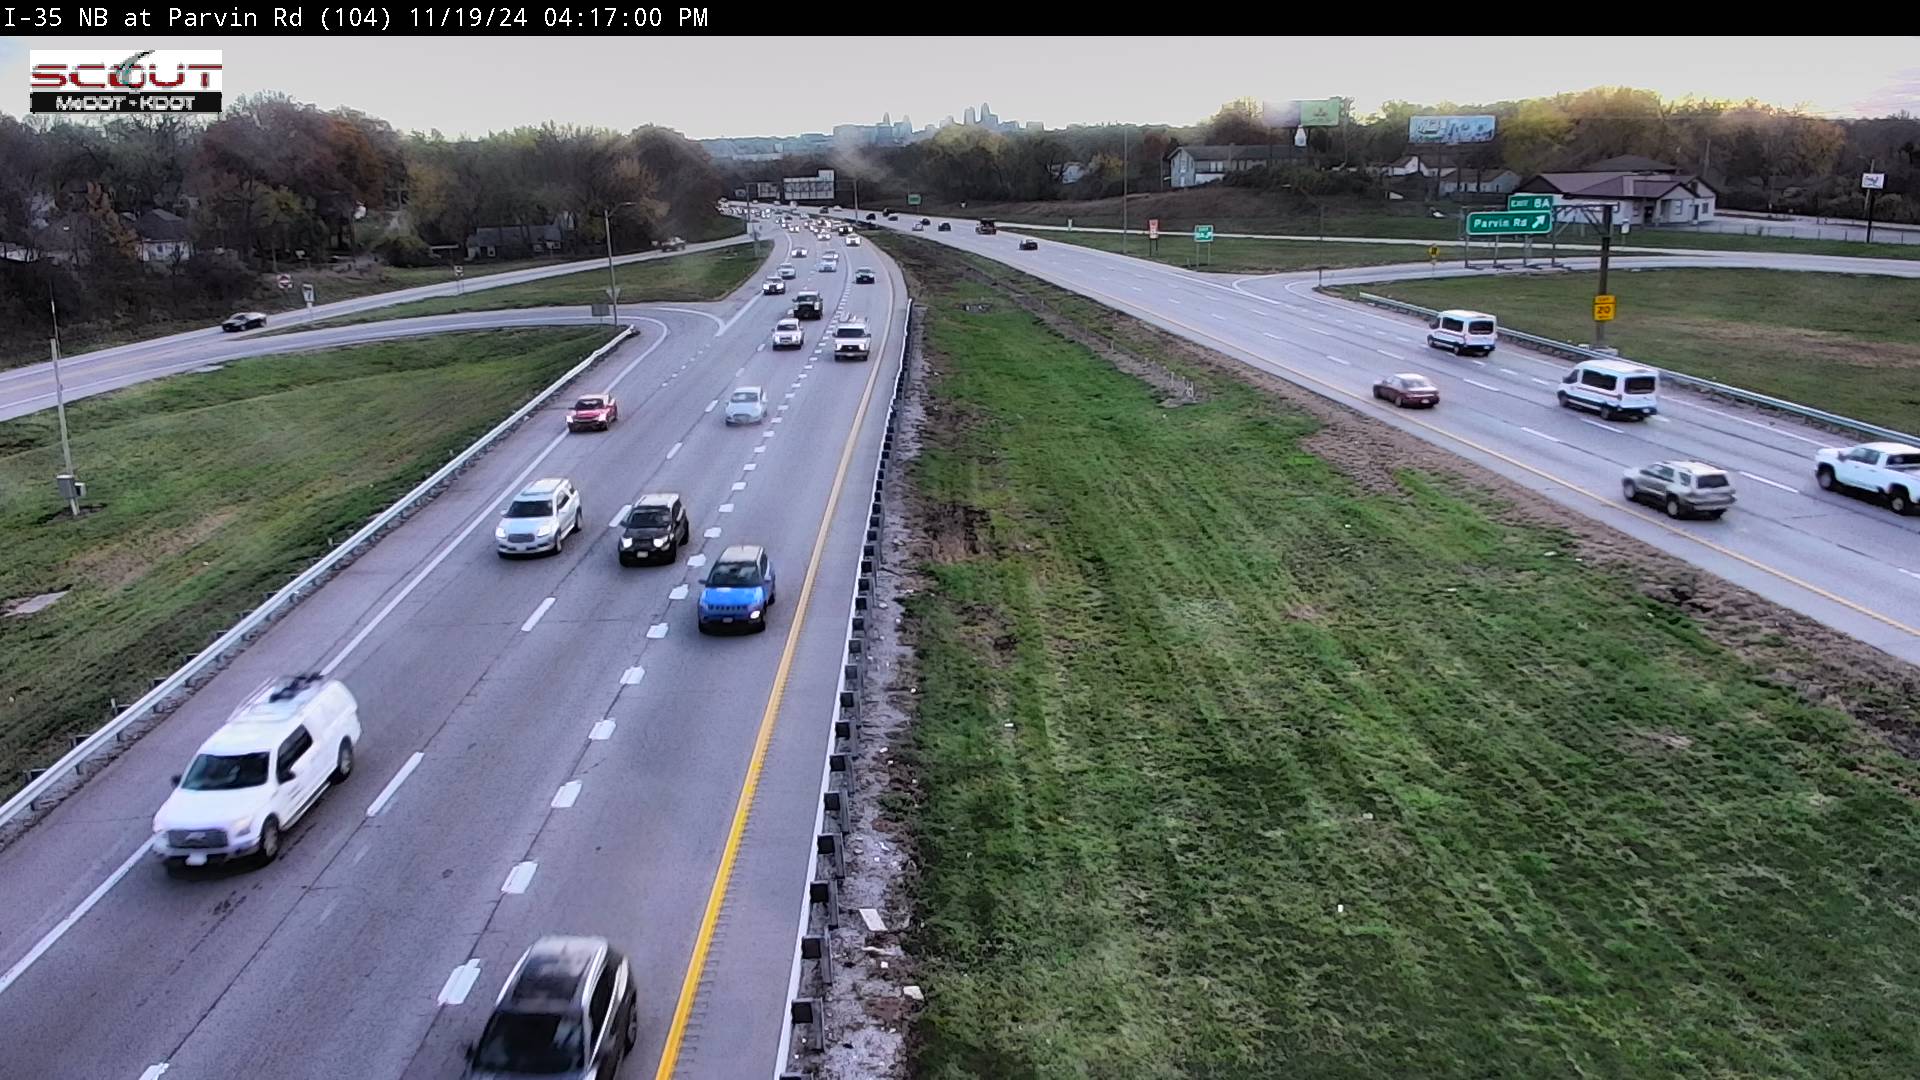 I-35 NB at Parvin Rd (104) 11/19/24 04:17:00 PM
SCOUT
MoDOT - KDOT
EXIT 8A
Parvin Rd
20